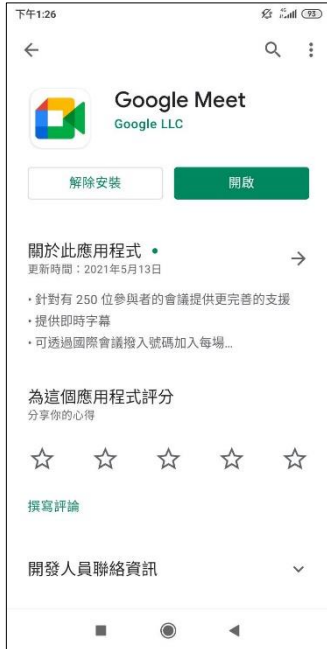 下午1:26
93
Google Meet
Google LLC
解除安裝
開啟
關於此應用程式
更新時間：2021年5月13日
・針對有 250 位參與者的會議提供更完善的支援
・提供即時字幕
・可透過國際會議撥入號碼加入每場...
為這個應用程式評分
分享你的心得
撰寫評論
開發人員聯絡資訊